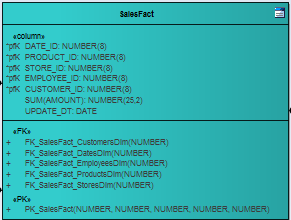 SalesFact
«column»
*pfK DATE_ID: NUMBER(8)
*pfK PRODUCT_ID: NUMBER(8)
*pfK STORE_ID: NUMBER(8)
*pfK EMPLOYEE_ID: NUMBER(8)
*pfK CUSTOMER_ID: NUMBER(8)
SUM(AMOUNT): NUMBER(25,2)
UPDATE_DT: DATE
«FK»
+ FK_SalesFact_CustomersDim(NUMBER)
+ FK_SalesFact_DatesDim(NUMBER)
+ FK_SalesFact_EmployeesDim(NUMBER)
+ FK_SalesFact_ProductsDim(NUMBER)
+ FK_SalesFact_StoresDim(NUMBER)
«PK»
+ PK_SalesFact(NUMBER, NUMBER, NUMBER, NUMBER, NUMBER)